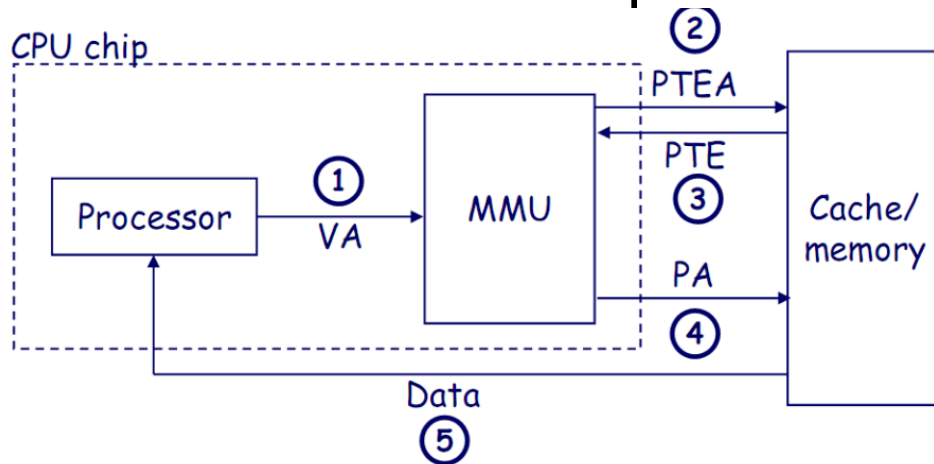 CPU chip
2
PTEA
PTE
3
1
Processor
VA
MMU
Cache/
memory
PA
4
Data
5